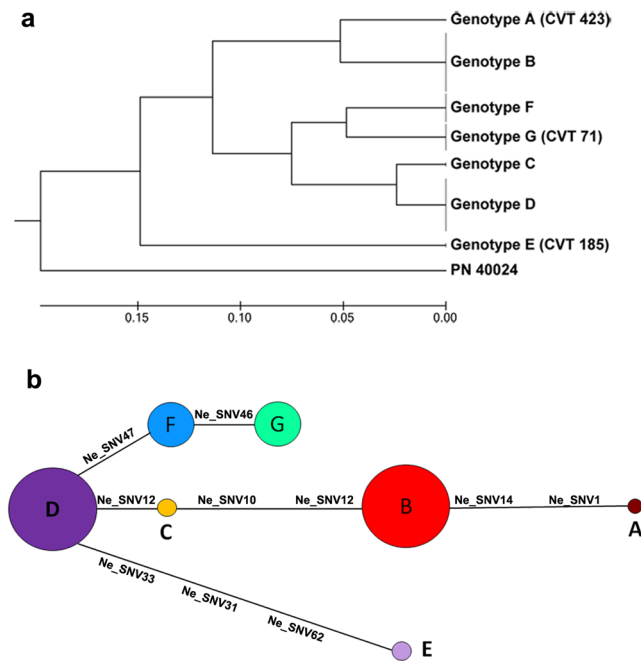 a
Genotype A (CVT 423)
Genotype B
Genotype F
Genotype G (CVT 71)
Genotype C
Genotype D
Genotype E (CVT 185)
PN 40024
0.15 0.10 0.05 0.00
b
F Ne_SNV46 G
Ne_SNV47
D Ne_SNV12 Ne_SNV10 Ne_SNV12 B Ne_SNV14 Ne_SNV1
C A
Ne_SNV33
Ne_SNV31
Ne_SNV62
E